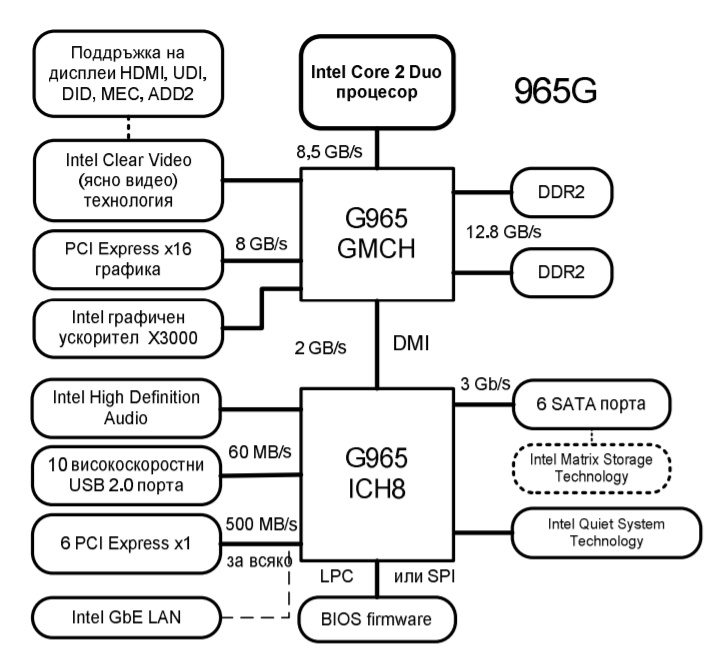 Поддръжка на
дисплеи HDMI, UDI,
DID, MEC, ADD2
Intel Core 2 Duo
процесор
965G
8,5 GB/s
Intel Clear Video
(ясно видео)
технология
G965
GMCH
DDR2
12.8 GB/s
DDR2
PCI Express x16
графика
8 GB/s
Intel графичен
ускорител X3000
2 GB/s
DMI
Intel High Definition
Audio
G965
ICH8
3 Gb/s
6 SATA порта
Intel Matrix Storage
Technology
10 високоскоростни
USB 2.0 порта
60 MB/s
6 PCI Express x1
500 MB/s
за всяко
Intel Quiet System
Technology
LPC
или SPI
Intel GbE LAN
BIOS firmware